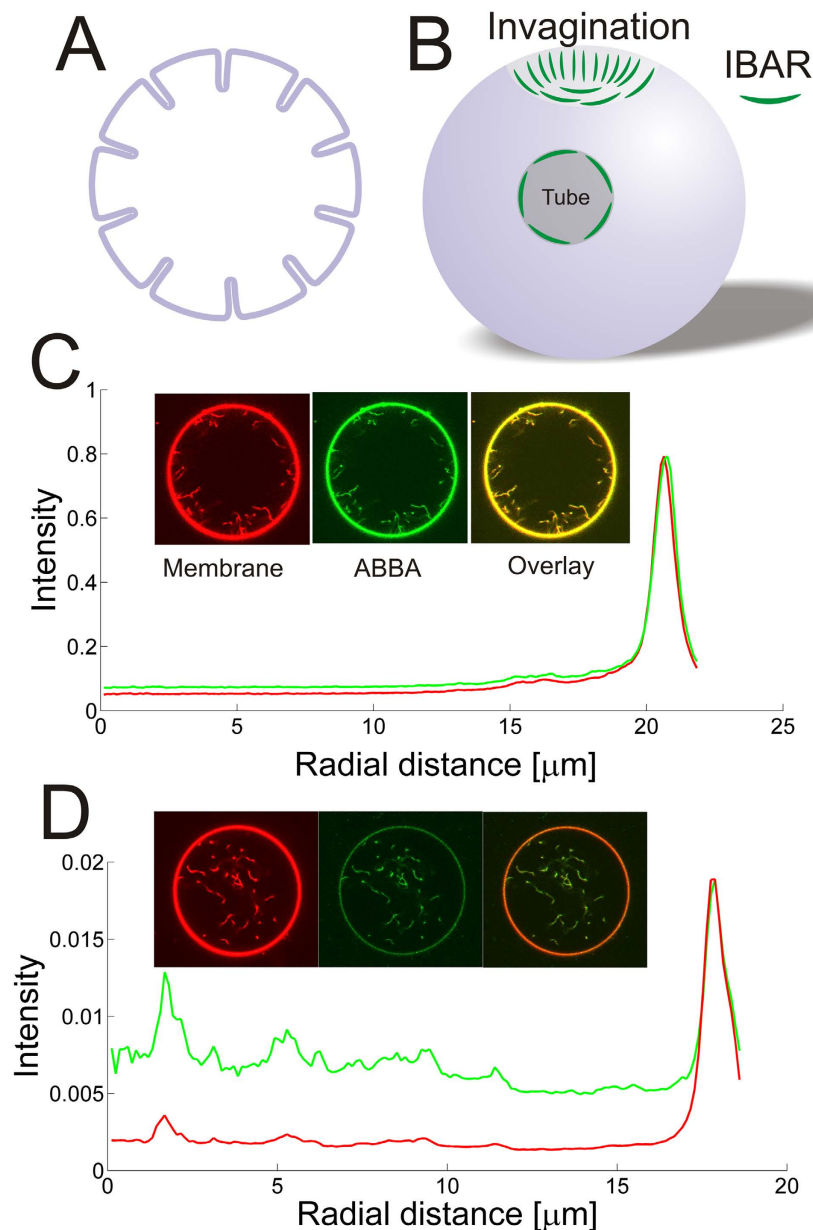 A
B
Invagination
IBAR
Tube
C
1
0.8
0.6
0.4
0.2
0
Intensity
Membrane
ABBA
Overlay
0
5
10
15
20
25
Radial distance [μm]
D
0.02
0.015
0.01
0.005
0
Intensity
0
5
10
15
20
Radial distance [μm]